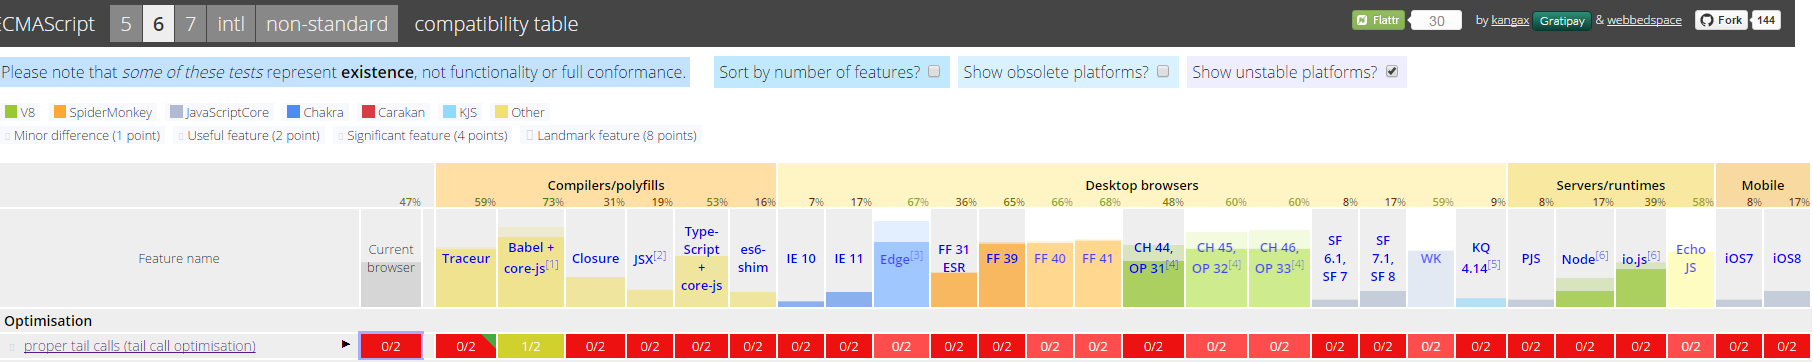 ECMAScript 5 6 7 intl non-standard compatibility table Flattr 30 by kangax Gratipay & webbedspace Fork 144
Please note that some of these tests represent existence, not functionality or full conformance. Sort by number of features? Show obsolete platforms? Show unstable platforms?
V8 SpiderMonkey JavaScriptCore Chakra Carakan KJS Other
Minor difference (1 point) Useful feature (2 point) Significant feature (4 points) Landmark feature (8 points)
Compilers/polyfills Desktop browsers Servers/runtimes Mobile
47% 59% 73% 31% 19% 53% 16% 7% 17% 67% 36% 65% 66% 68% 48% 60% 60% 8% 17% 59% 9% 8% 17% 39% 58% 8% 17%
Feature name
Current
browser
Traceur
Babel +
core-js[1]
Closure
JSX[2]
Type-
Script
+
core-js
es6-
shim
IE 10
IE 11
Edge[3]
FF 31
ESR
FF 39
FF 40
FF 41
CH 44,
OP 31[4]
CH 45,
OP 32[4]
CH 46,
OP 33[4]
SF
6.1,
SF 7
SF
7.1,
SF 8
WK
KQ
4.14[5]
PJS
Node[6]
io.js[6]
Echo
JS
iOS7
iOS8
Optimisation
proper tail calls (tail call optimisation) 0/2 0/2 1/2 0/2 0/2 0/2 0/2 0/2 0/2 0/2 0/2 0/2 0/2 0/2 0/2 0/2 0/2 0/2 0/2 0/2 0/2 0/2 0/2 0/2 0/2 0/2 0/2